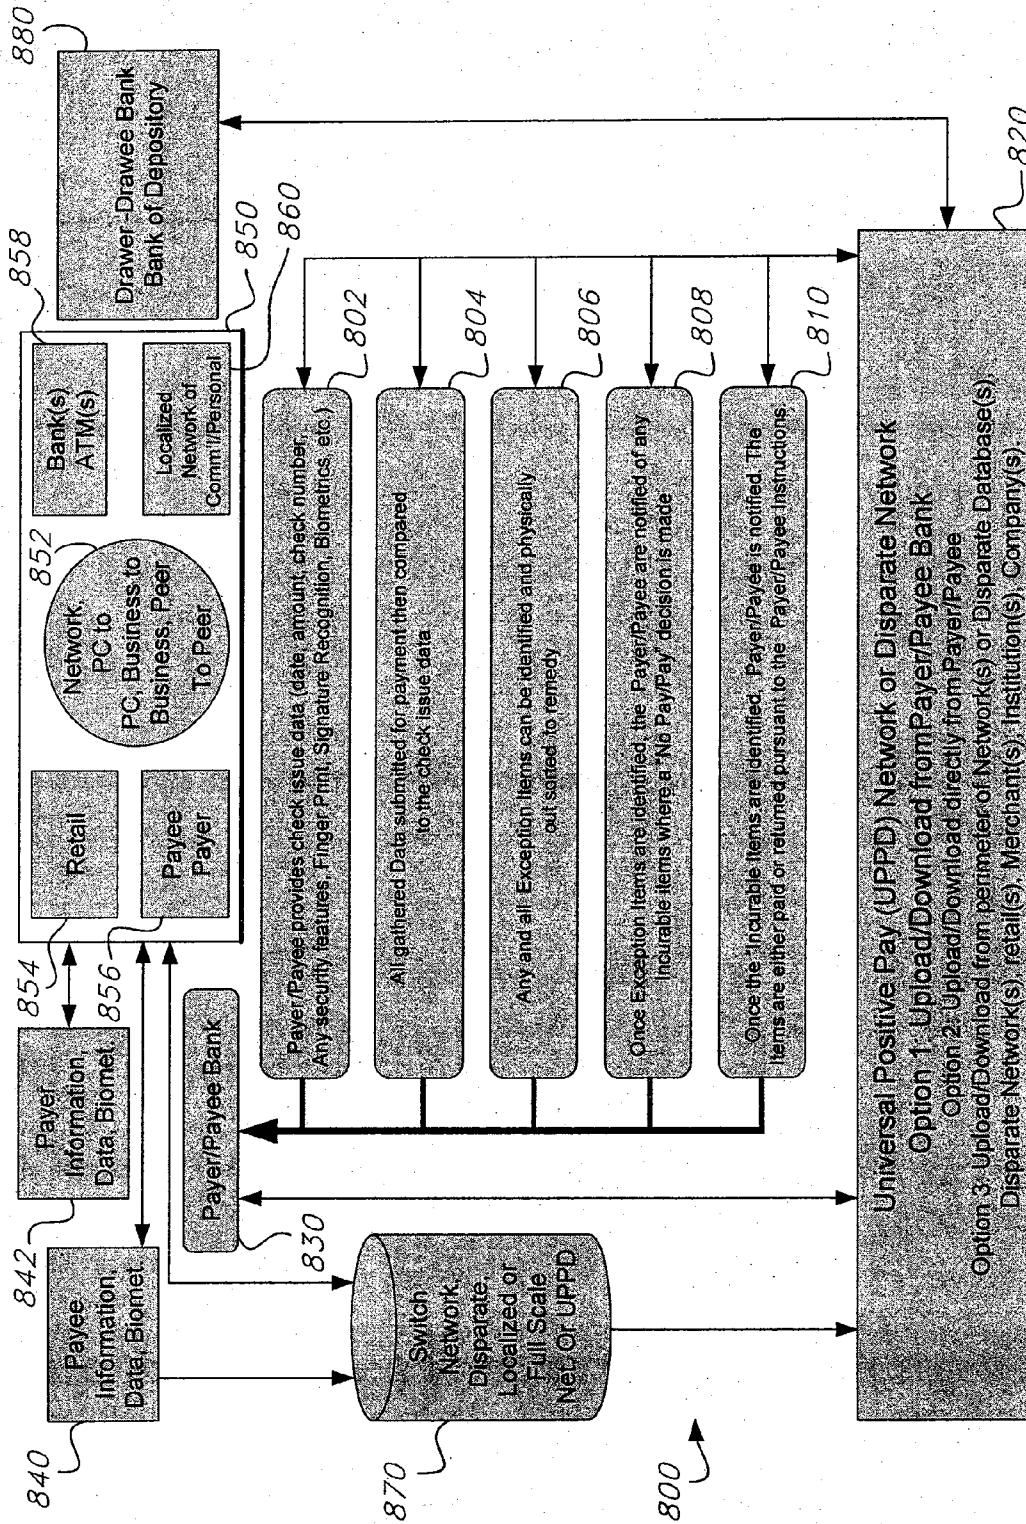 840
Payee
Information,
Data, Biomet.
842
Payer
Information,
Data, Biomet.
854
Retail
856
Payee
Payer
852
Network,
PC to
PC, Business to
Business, Peer
To Peer
858
Bank(s)
ATM(s)
Localized
Network of
Comm'l/Personal
850
860
880
Drawer-Drawee Bank
Bank of Depository
Payer/Payee Bank
830
870
Switch
Network,
Disparate,
Localized or
Full Scale
Net. Or UPPD
Payer/Payee provides check issue data (date, amount, check number,
Any security features, Finger Print, Signature Recognition, Biometrics, etc.)
802
All gathered Data submitted for payment then compared
to the check issue data
804
Any and all Exception Items can be identified and physically
out sorted to remedy
806
Once Exception Items are identified, the Payer/Payee are notified of any
Incurable items where a "No Pay/Pay" decision is made
808
Once the "Incurable Items are identified. Payer/Payee is notified. The
Items are either paid or returned pursuant to the Payer/Payee Instructions.
810
800
Universal Postive Pay (UPPD) Network or Disparate Network
Option 1: Upload/Download from Payer/Payee Bank
Option 2: Upload/Download directly from Payer/Payee
Option 3: Upload/Download from permeter of Network(s) or Disparate Database(s),
Disparate Network(s), retail(s), Merchant(s), Institution(s), Company(s).
820